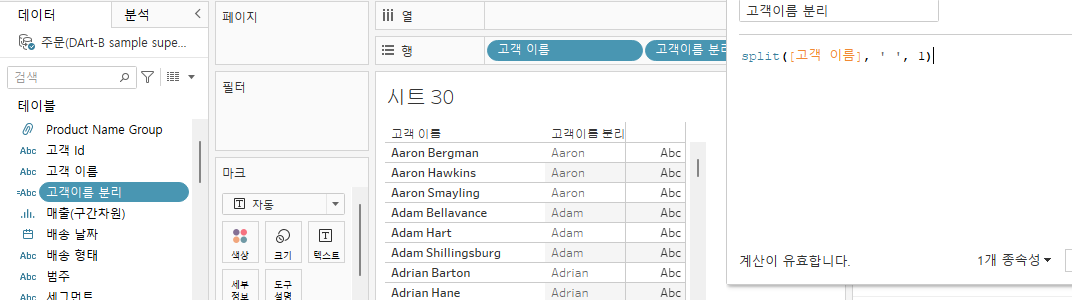 데이터
분석
주문(DArt-B sample supe...
검색
테이블
Product Name Group
Abc 고객 Id
Abc 고객 이름
=Abc 고객이름 분리
매출(구간차원)
배송 날짜
Abc 배송 형태
Abc 범주
Abc 세그먼트
페이지
필터
마크
자동
색상
크기
텍스트
세부 정보
도구 설명
열
행
고객 이름
고객이름 분리
시트 30
고객 이름 고객이름 분리
Aaron Bergman Aaron Abc
Aaron Hawkins Aaron Abc
Aaron Smayling Aaron Abc
Adam Bellavance Adam Abc
Adam Hart Adam Abc
Adam Shillingsburg Adam Abc
Adrian Barton Adrian Abc
Adrian Hane Adrian Abc
고객이름 분리
split([고객 이름], ' ', 1)
계산이 유효합니다.
1개 종속성